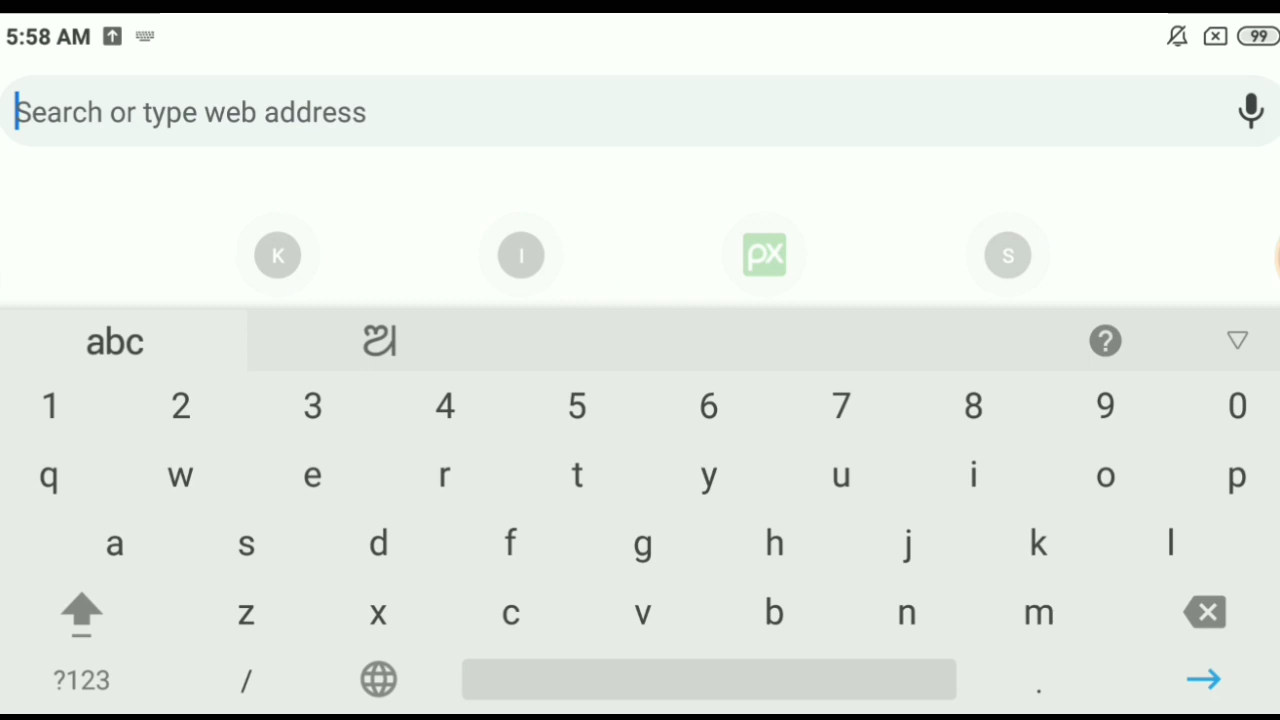 5:58 AM 99
Search or type web address
K I px S
abc ଅ
1 2 3 4 5 6 7 8 9 0
q w e r t y u i o p
a s d f g h j k l
z x c v b n m
?123 / .